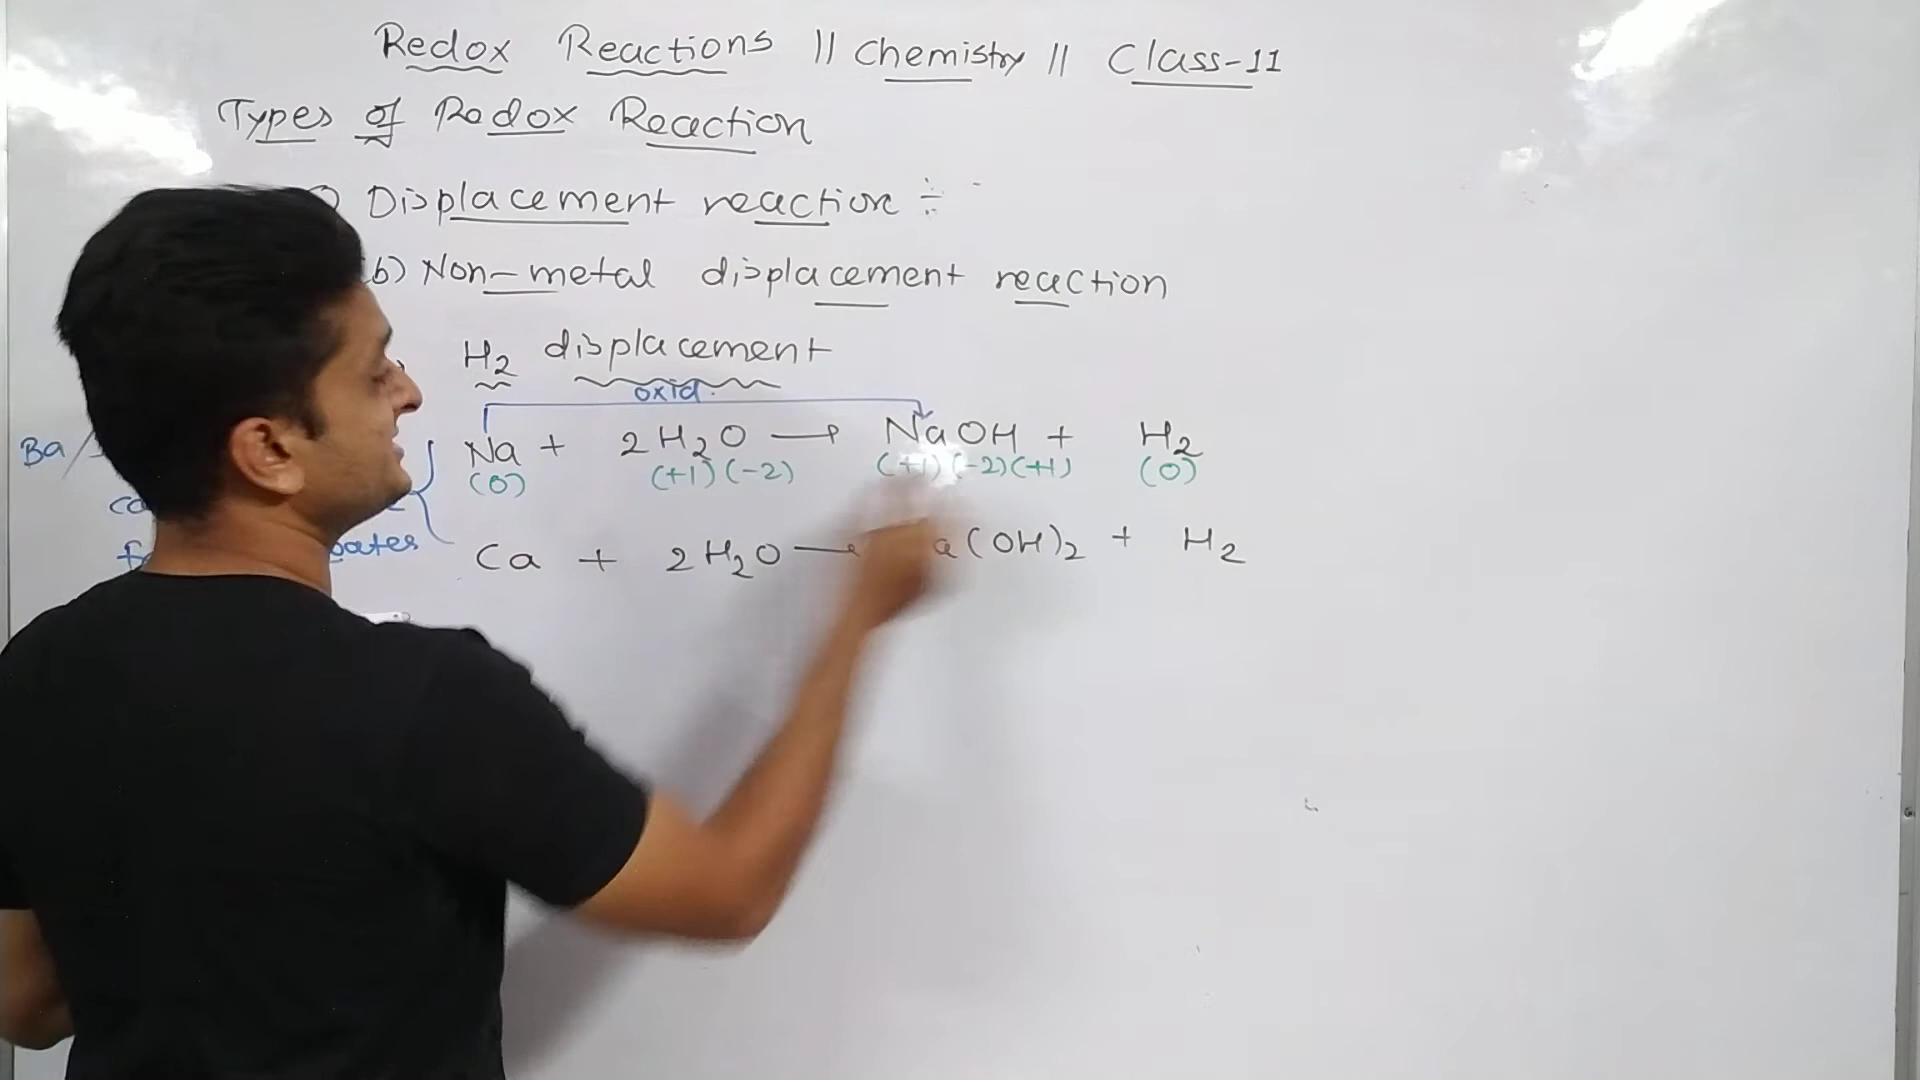 Redox Reactions || Chemistry || Class-11
Types of Redox Reaction
Displacement reaction ÷
b) Non-metal displacement reaction
H2 displacement
oxid.
Na + 2H2O → NaOH + H2
(0) (+1) (-2) (+1) (-2) (+1) (0)
Ba/
Ca + 2H2O → a(OH)2 + H2